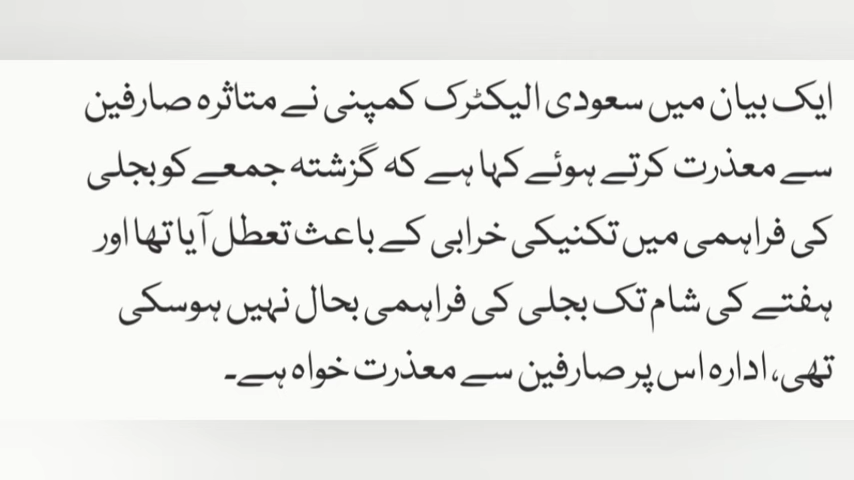 ایک بیان میں سعودی الیکٹرک کمپنی نے متاثرہ صارفین
سے معذرت کرتے ہوئے کہا ہے کہ گزشتہ جمعے کو بجلی
کی فراہمی میں تکنیکی خرابی کے باعث تعطل آیا تھا اور
ہفتے کی شام تک بجلی کی فراہمی بحال نہیں ہوسکی
تھی، ادارہ اس پر صارفین سے معذرت خواہ ہے۔